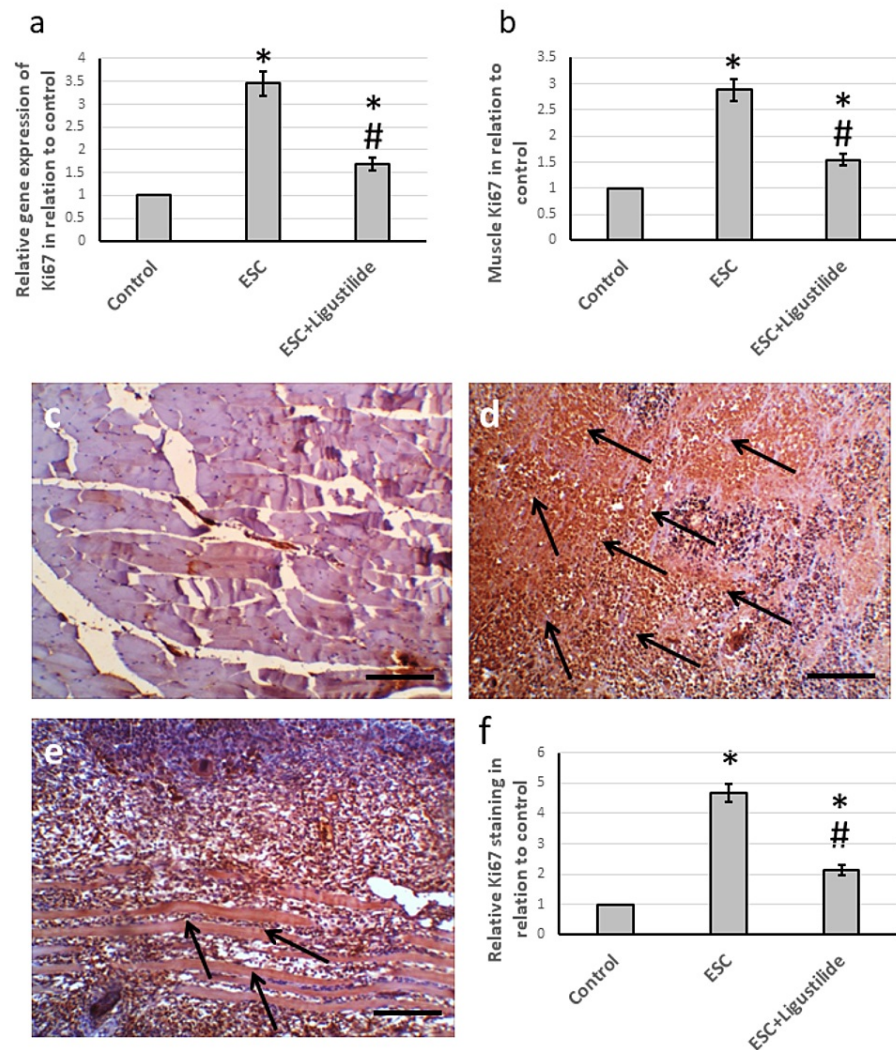 a
Relative gene expression of
Ki67 in relation to control
4
3.5
3
2.5
2
1.5
1
0.5
0
*
*
#
Control
ESC
ESC+Ligustilide
b
Muscle Ki67 in relation to
control
3.5
3
2.5
2
1.5
1
0.5
0
*
*
#
Control
ESC
ESC+Ligustilide
c
d
e
f
Relative Ki67 staining in
relation to control
6
5
4
3
2
1
0
*
*
#
Control
ESC
ESC+Ligustilide